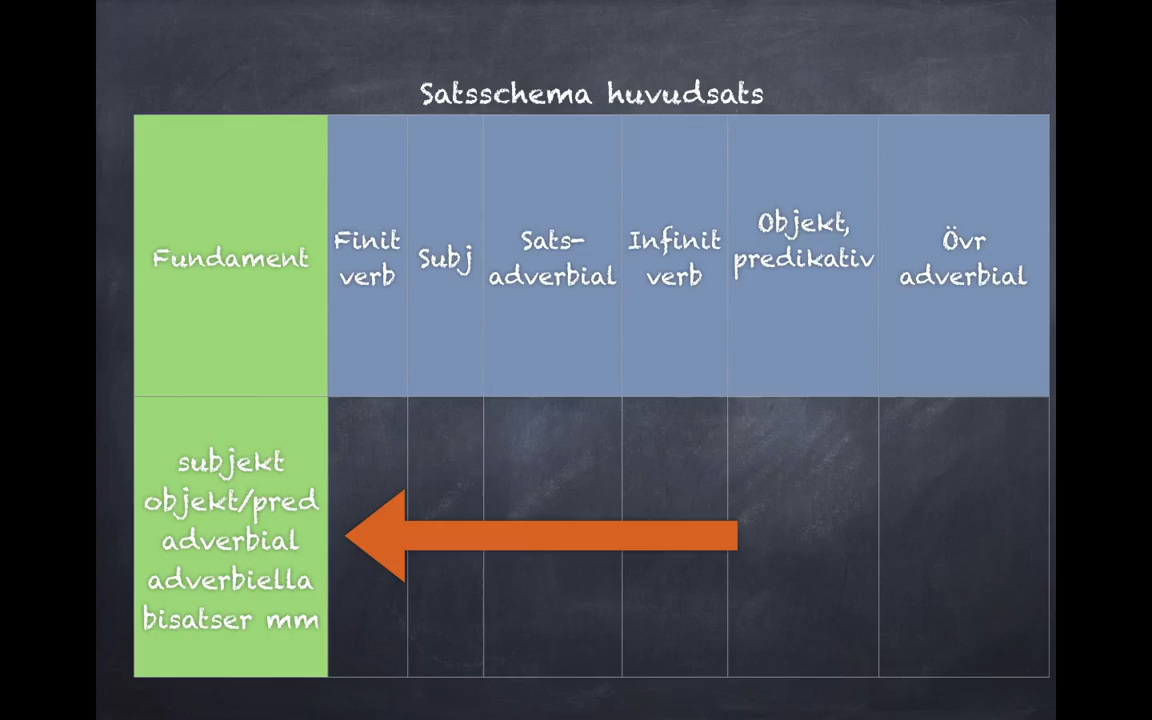 Satsschema huvudsats
Fundament
Finit
verb
Subj
Sats-
adverbial
Infinit
verb
Objekt,
predikativ
Övr
adverbial
subjekt
objekt/pred
adverbial
adverbiella
bisatser mm